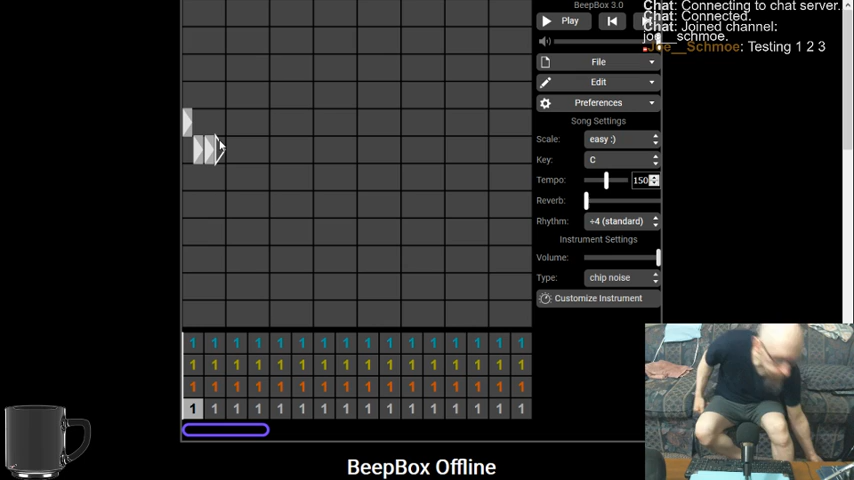 BeepBox 3.0
Play
File
Edit
Preferences
Song Settings
Scale: easy :)
Key: C
Tempo: 150
Reverb:
Rhythm: +4 (standard)
Instrument Settings
Volume:
Type: chip noise
Customize Instrument
Chat: Connecting to chat server.
Chat: Connected.
Chat: Joined channel:
joe__schmoe.
Joe__Schmoe: Testing 1 2 3
1 1 1 1 1 1 1 1 1 1 1 1 1 1 1 1
1 1 1 1 1 1 1 1 1 1 1 1 1 1 1 1
1 1 1 1 1 1 1 1 1 1 1 1 1 1 1 1
1 1 1 1 1 1 1 1 1 1 1 1 1 1 1 1
BeepBox Offline